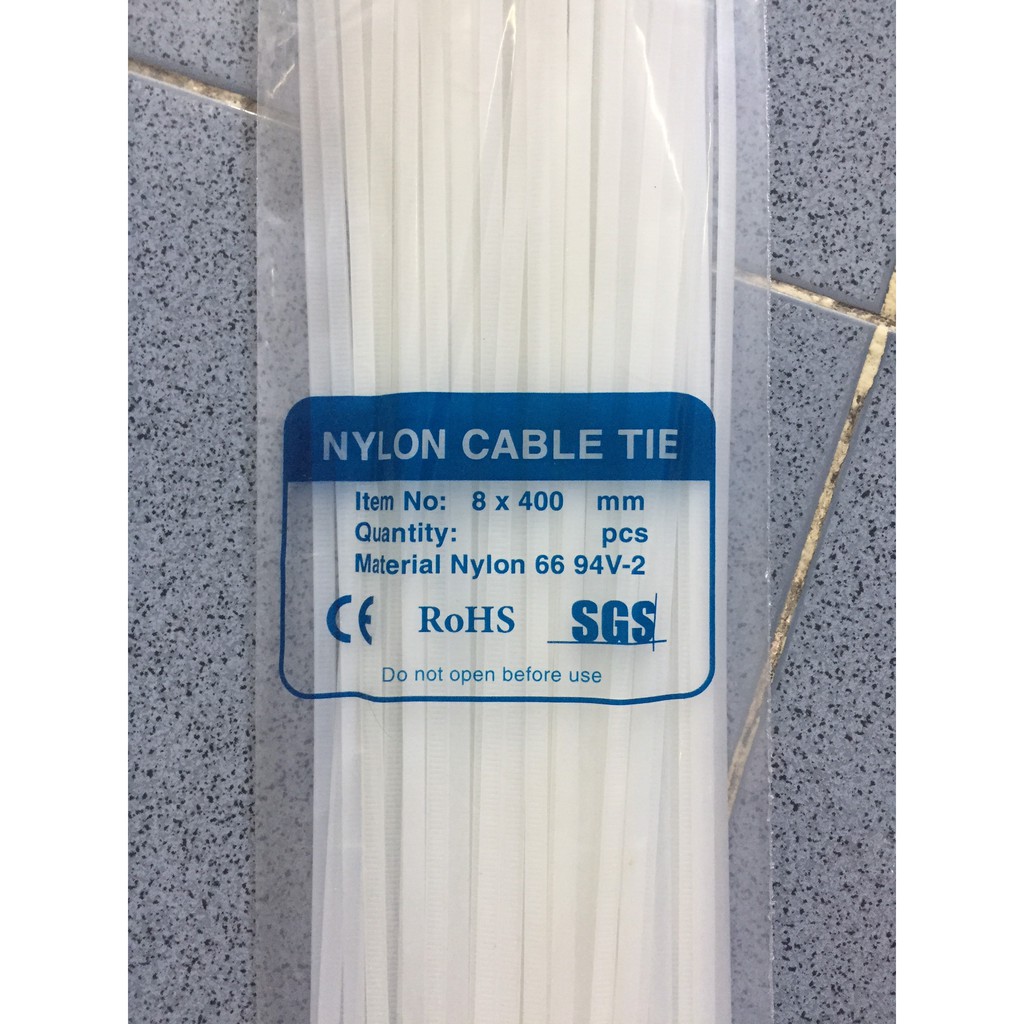 NYLON CABLE TIE
Item No: 8 x 400 mm
Quantity: pcs
Material Nylon 66 94V-2
CE RoHS SGS
Do not open before use